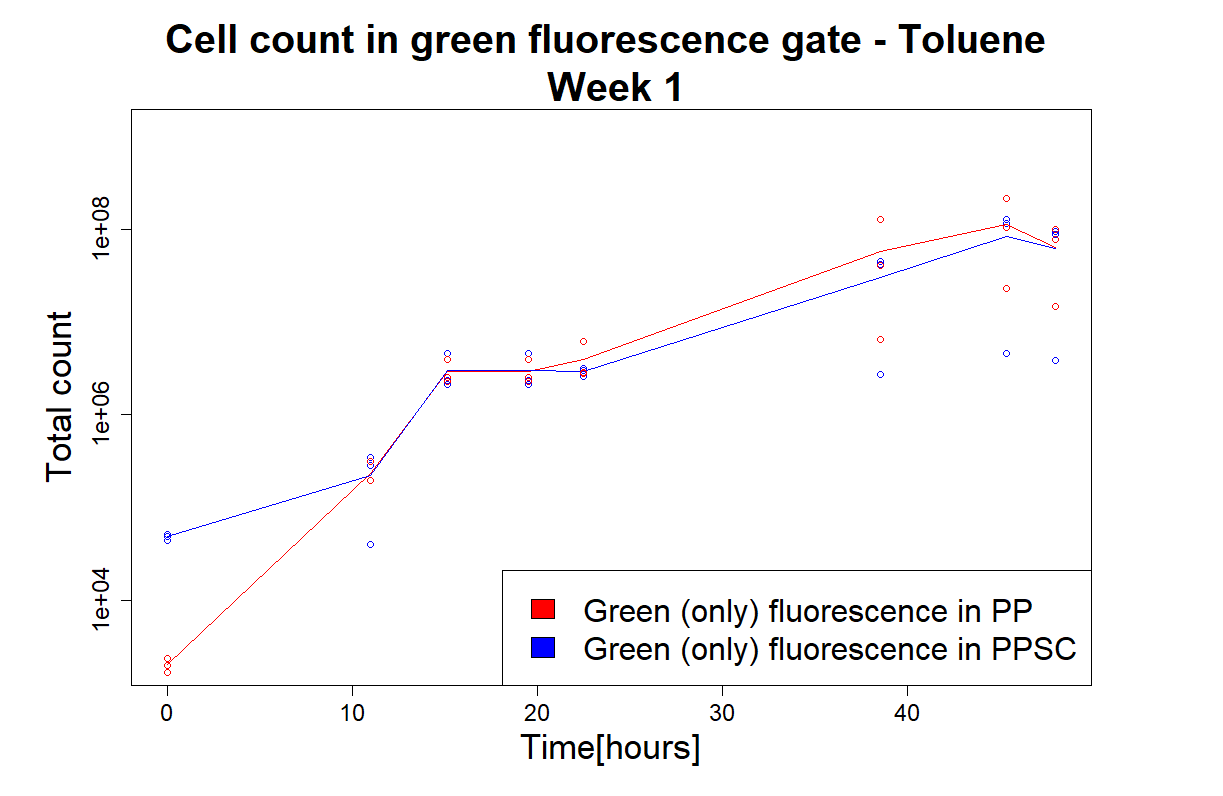 Cell count in green fluorescence gate - Toluene
Week 1
Total count
1e+08
1e+06
1e+04
Green (only) fluorescence in PP
Green (only) fluorescence in PPSC
0 10 20 30 40
Time[hours]